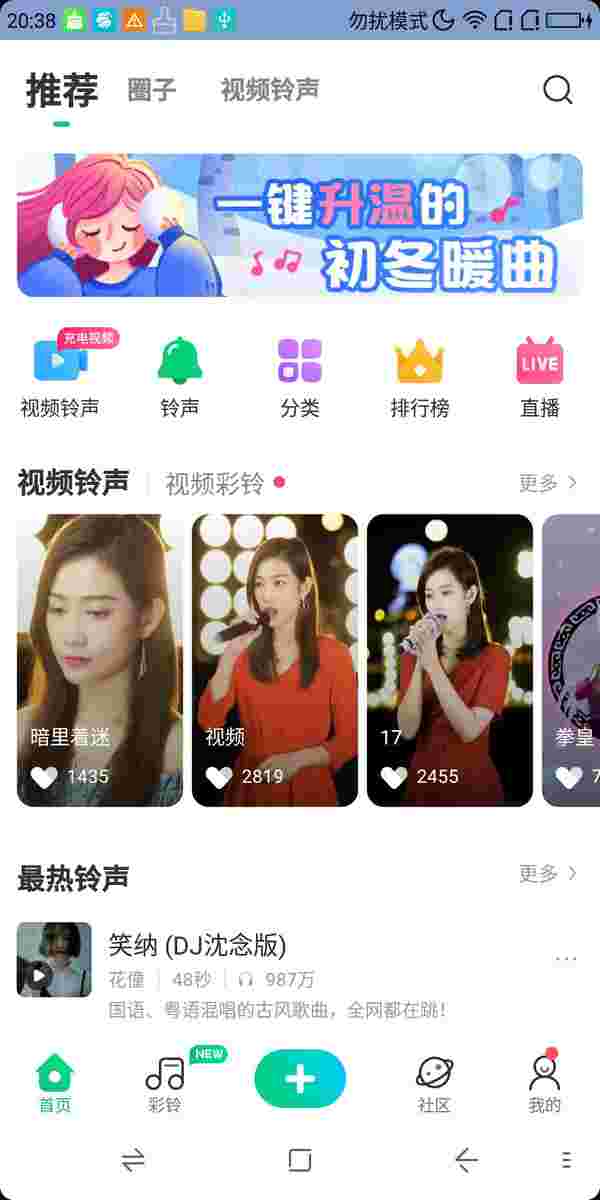 20:38 勿扰模式
推荐 圈子 视频铃声
一键升温的
初冬暖曲
充电视频
LIVE
视频铃声 铃声 分类 排行榜 直播
视频铃声 视频彩铃 更多
暗里着迷 视频 17 拳皇
1435 2819 2455 7
最热铃声 更多
笑纳 (DJ沈念版)
花僮 48秒 987万
国语、粤语混唱的古风歌曲，全网都在跳！
NEW
首页 彩铃 社区 我的